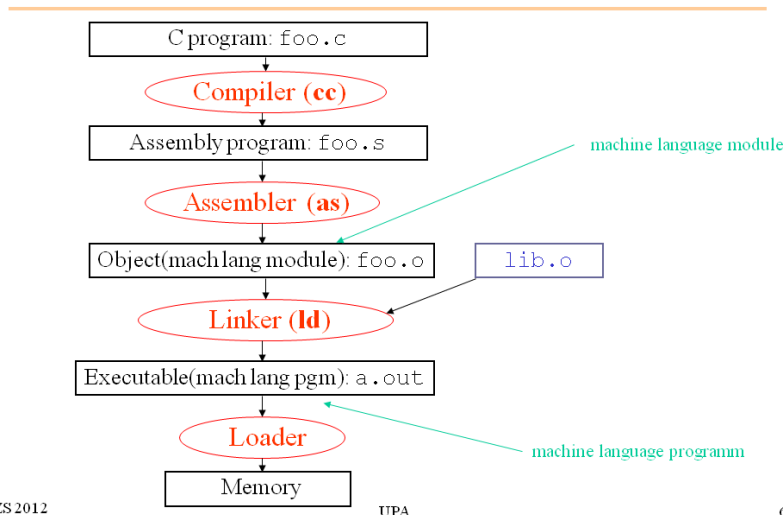 C program: foo.c
Compiler (cc)
Assembly program: foo.s
machine language module
Assembler (as)
Object(mach lang module): foo.o
lib.o
Linker (ld)
Executable(mach lang pgm): a.out
Loader
machine language programm
Memory
ZS 2012
UPA